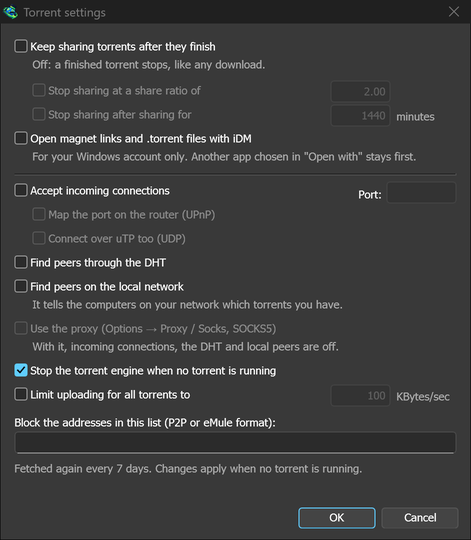 Torrent settings
Keep sharing torrents after they finish
Off: a finished torrent stops, like any download.
Stop sharing at a share ratio of 2.00
Stop sharing after sharing for 1440 minutes
Open magnet links and .torrent files with iDM
For your Windows account only. Another app chosen in "Open with" stays first.
Accept incoming connections Port:
Map the port on the router (UPnP)
Connect over uTP too (UDP)
Find peers through the DHT
Find peers on the local network
It tells the computers on your network which torrents you have.
Use the proxy (Options → Proxy / Socks, SOCKS5)
With it, incoming connections, the DHT and local peers are off.
Stop the torrent engine when no torrent is running
Limit uploading for all torrents to 100 KBytes/sec
Block the addresses in this list (P2P or eMule format):
Fetched again every 7 days. Changes apply when no torrent is running.
OK Cancel